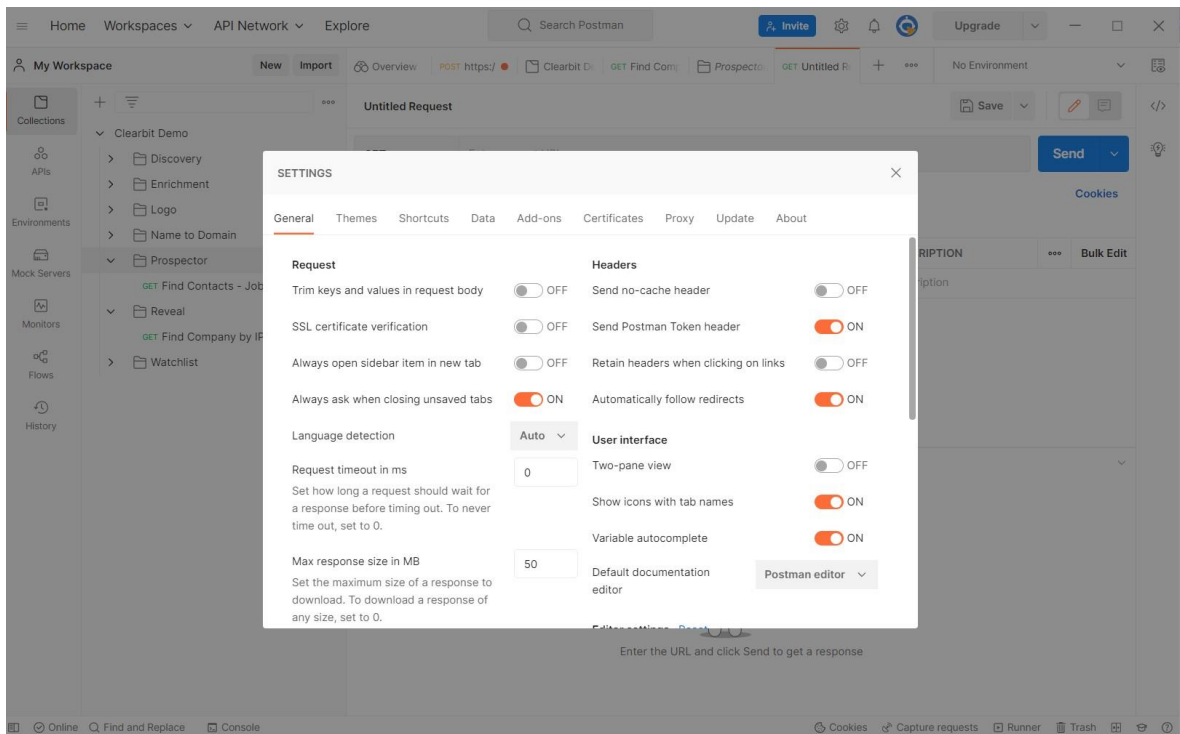 Home Workspaces API Network Explore Search Postman Invite Upgrade
My Workspace New Import Overview POST https:/ Clearbit D GET Find Comp Prospecto GET Untitled R No Environment
Collections
APIs
Environments
Mock Servers
Monitors
Flows
History
Clearbit Demo
Discovery
Enrichment
Logo
Name to Domain
Prospector
GET Find Contacts - Job
Reveal
GET Find Company by IP
Watchlist
Untitled Request Save
Send
Cookies
RIPTION Bulk Edit
ription
SETTINGS
General Themes Shortcuts Data Add-ons Certificates Proxy Update About
Request
Trim keys and values in request body OFF
SSL certificate verification OFF
Always open sidebar item in new tab OFF
Always ask when closing unsaved tabs ON
Language detection Auto
Request timeout in ms 0
Set how long a request should wait for
a response before timing out. To never
time out, set to 0.
Max response size in MB 50
Set the maximum size of a response to
download. To download a response of
any size, set to 0.
Headers
Send no-cache header OFF
Send Postman Token header ON
Retain headers when clicking on links OFF
Automatically follow redirects ON
User interface
Two-pane view OFF
Show icons with tab names ON
Variable autocomplete ON
Default documentation
editor
Postman editor
Editor settings Reset
Enter the URL and click Send to get a response
Online Find and Replace Console Cookies Capture requests Runner Trash